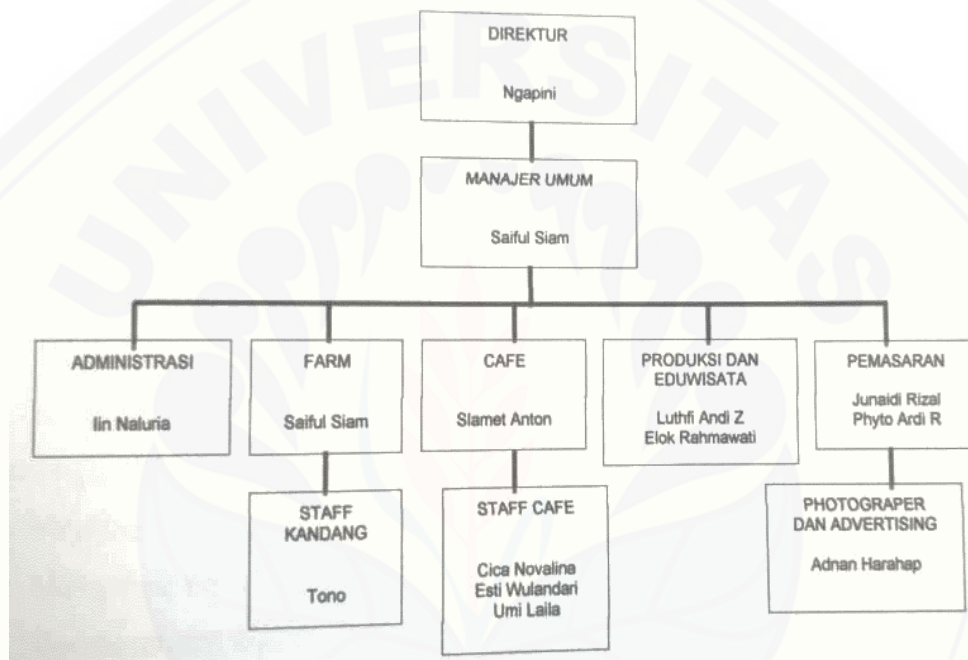 UNIVERSITAS
DIREKTUR
Ngapini
MANAJER UMUM
Saiful Siam
ADMINISTRASI
Iin Naluria
FARM
Saiful Siam
CAFE
Slamet Anton
PRODUKSI DAN
EDUWISATA
Luthfi Andi Z
Elok Rahmawati
PEMASARAN
Junaidi Rizal
Phyto Ardi R
STAFF
KANDANG
Tono
STAFF CAFE
Cica Novalina
Esti Wulandari
Umi Laila
PHOTOGRAPER
DAN ADVERTISING
Adnan Harahap